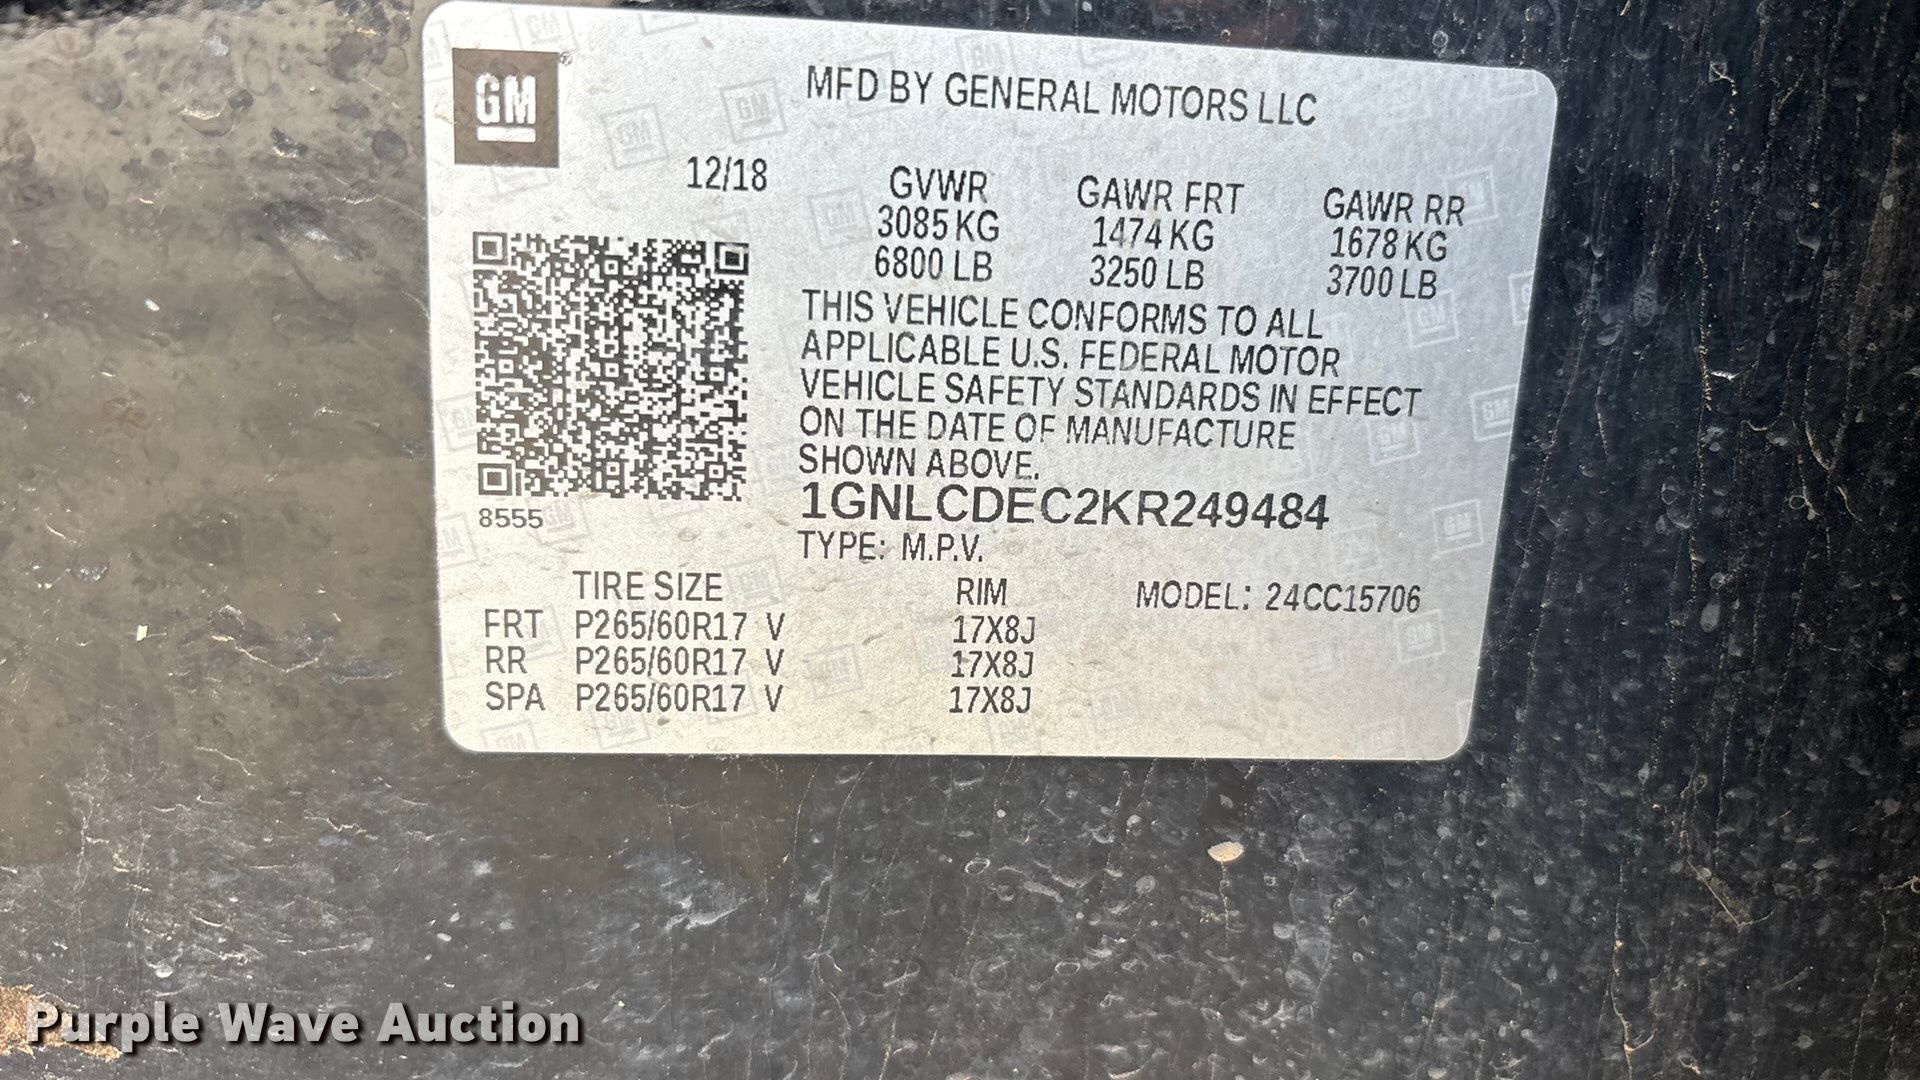 GM
MFD BY GENERAL MOTORS LLC
12/18
GVWR GAWR FRT GAWR RR
3085 KG 1474 KG 1678 KG
6800 LB 3250 LB 3700 LB
THIS VEHICLE CONFORMS TO ALL
APPLICABLE U.S. FEDERAL MOTOR
VEHICLE SAFETY STANDARDS IN EFFECT
ON THE DATE OF MANUFACTURE
SHOWN ABOVE.
1GNLCDEC2KR249484
8555
TYPE: M.P.V.
TIRE SIZE RIM MODEL: 24CC15706
FRT P265/60R17 V 17X8J
RR P265/60R17 V 17X8J
SPA P265/60R17 V 17X8J
Purple Wave Auction